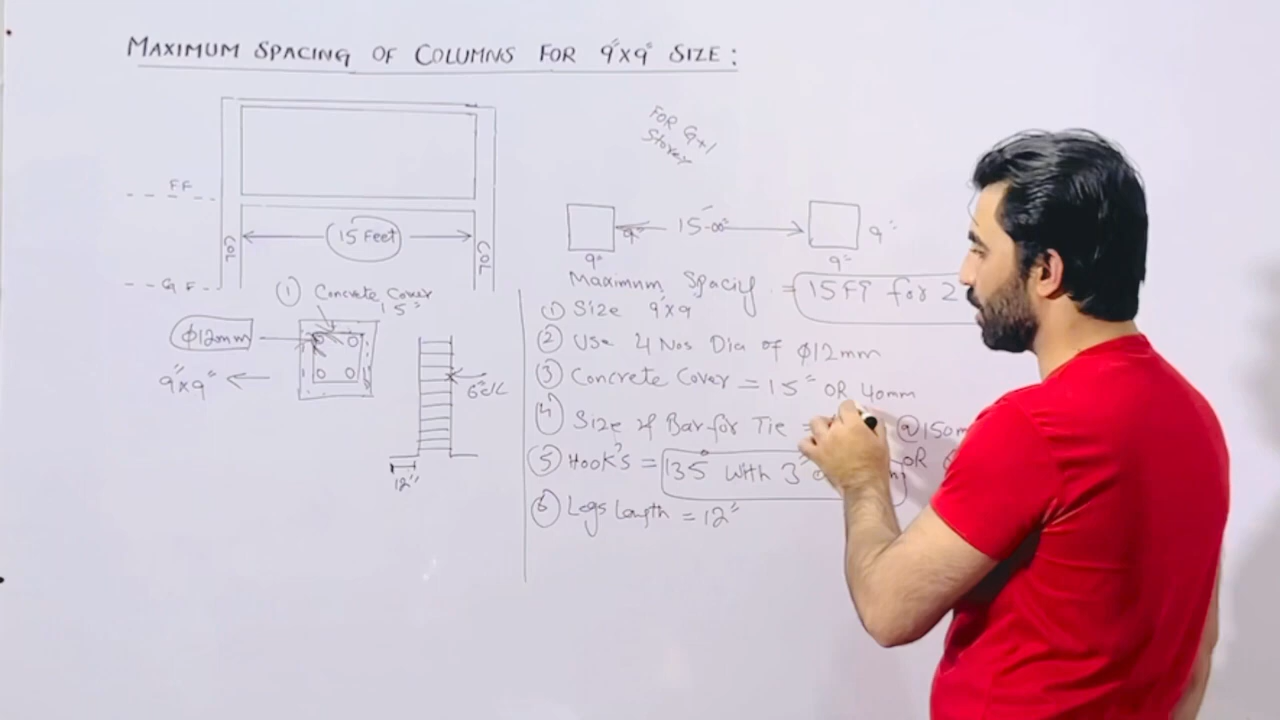 MAXIMUM SPACING OF COLUMNS FOR 9"x9" SIZE:
FOR G+1
Storey
FF
15 Feet
COL
COL
GF
15'-00"
9"
9"
9"
Maximum Spacing = 15FT for 2
① Concrete Cover
1.5"
Φ12mm
9"x9"
6"c/c
12"
① Size 9"x9
② Use 4 Nos Dia of φ12mm
③ Concrete Cover = 1.5" OR 40mm
④ Size of Bar for Tie = @150m
OR
⑤ Hook's = 135° with 3"
⑥ Legs Length = 12"